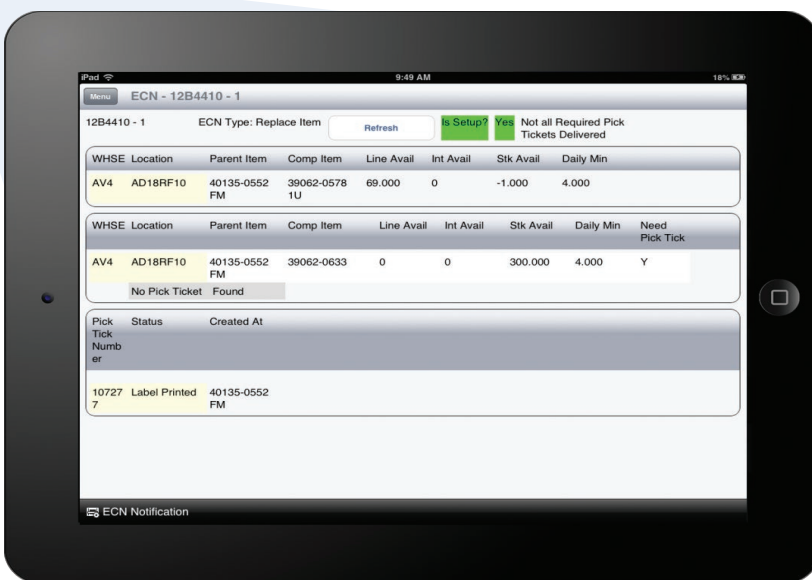 iPad 9:49 AM 18%
Menu ECN - 12B4410 - 1
12B4410 - 1 ECN Type: Replace Item Refresh Is Setup? Yes Not all Required Pick
Tickets Delivered
WHSE Location Parent Item Comp Item Line Avail Int Avail Stk Avail Daily Min
AV4 AD18RF10 40135-0552 39062-0578 69.000 0 -1.000 4.000
FM 1U
WHSE Location Parent Item Comp Item Line Avail Int Avail Stk Avail Daily Min Need
Pick Tick
AV4 AD18RF10 40135-0552 39062-0633 0 0 300.000 4.000 Y
FM
No Pick Ticket Found
Pick Status Created At
Tick
Numb
er
10727 Label Printed 40135-0552
7 FM
ECN Notification